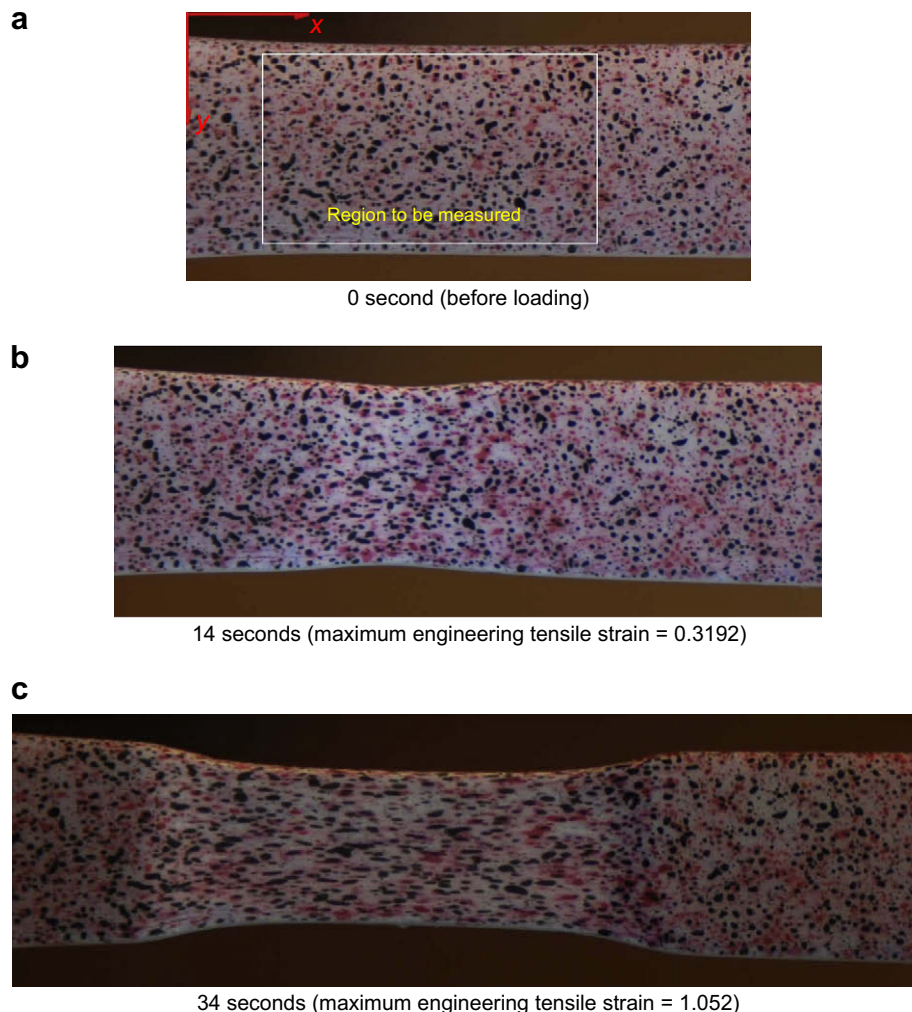 a
x
y
Region to be measured
0 second (before loading)
b
14 seconds (maximum engineering tensile strain = 0.3192)
c
34 seconds (maximum engineering tensile strain = 1.052)